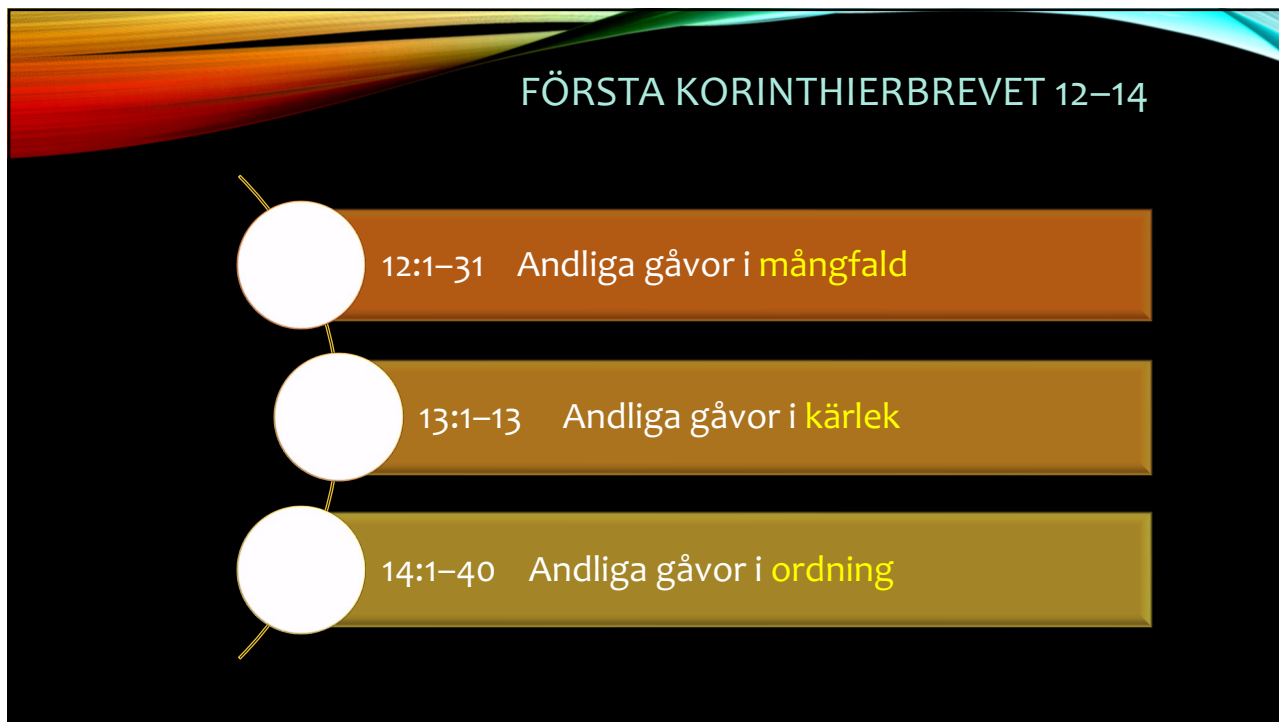 FÖRSTA KORINTHIERBREVET 12–14
12:1–31 Andliga gåvor i mångfald
13:1–13 Andliga gåvor i kärlek
14:1–40 Andliga gåvor i ordning